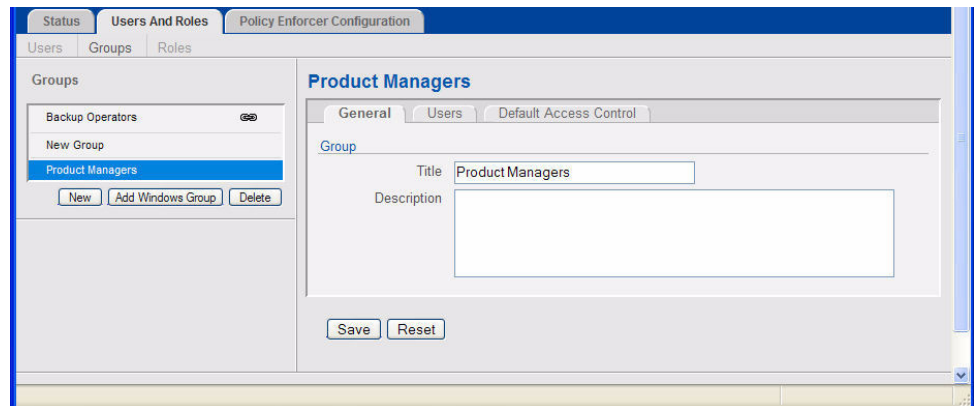 Status Users And Roles Policy Enforcer Configuration
Users Groups Roles
Groups
Backup Operators
New Group
Product Managers
New Add Windows Group Delete
Product Managers
General Users Default Access Control
Group
Title Product Managers
Description
Save Reset